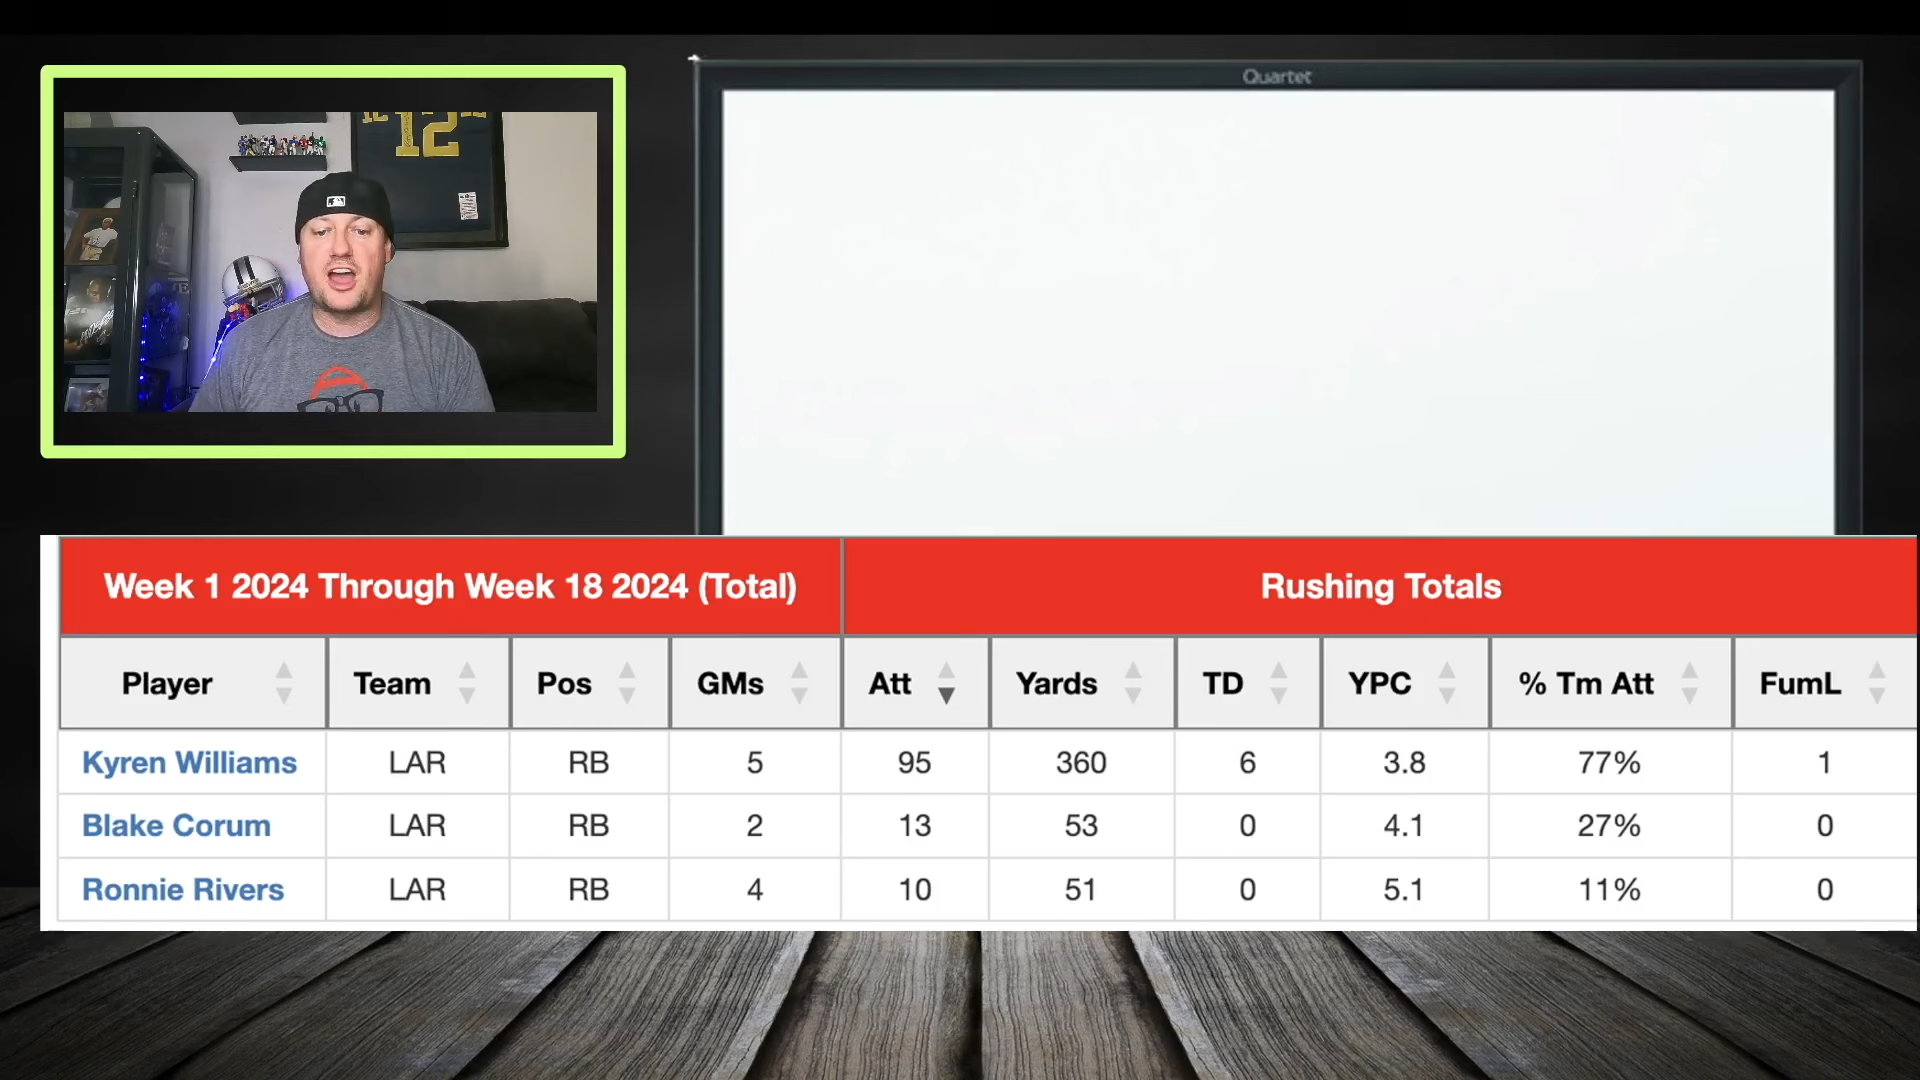 Quartet
12
Week 1 2024 Through Week 18 2024 (Total) Rushing Totals
Player Team Pos GMs Att Yards TD YPC % Tm Att FumL
Kyren Williams LAR RB 5 95 360 6 3.8 77% 1
Blake Corum LAR RB 2 13 53 0 4.1 27% 0
Ronnie Rivers LAR RB 4 10 51 0 5.1 11% 0